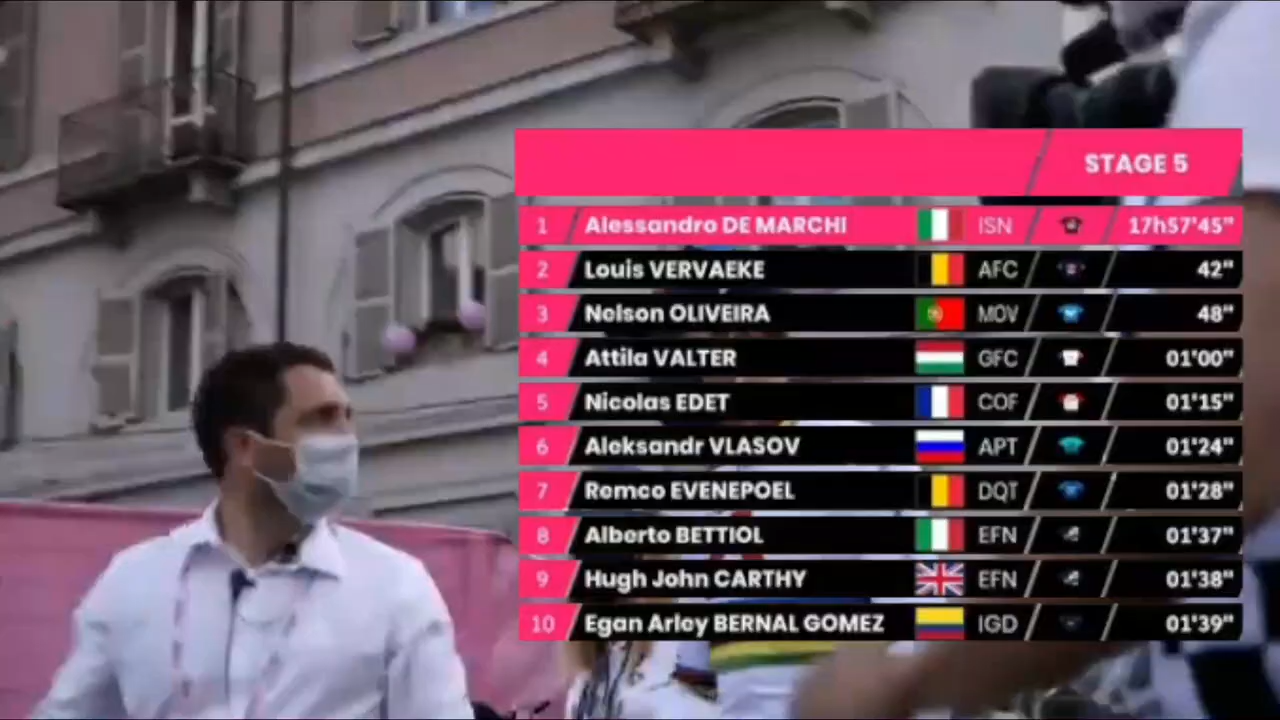 STAGE 5
1 Alessandro DE MARCHI ISN 17h57'45"
2 Louis VERVAEKE AFC 42"
3 Nelson OLIVEIRA MOV 48"
4 Attila VALTER GFC 01'00"
5 Nicolas EDET COF 01'15"
6 Aleksandr VLASOV APT 01'24"
7 Remco EVENEPOEL DQT 01'28"
8 Alberto BETTIOL EFN 01'37"
9 Hugh John CARTHY EFN 01'38"
10 Egan Arley BERNAL GOMEZ IGD 01'39"